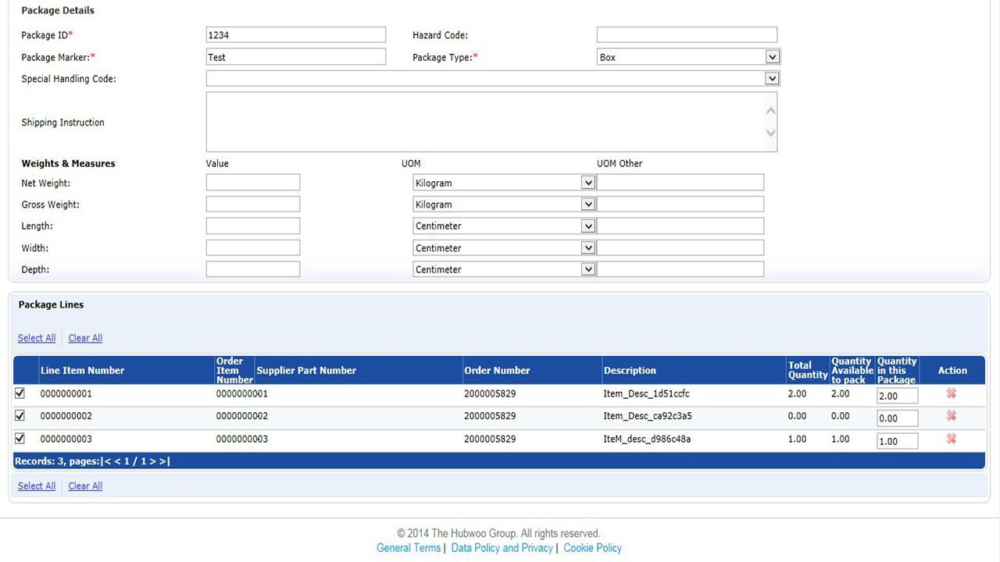 Package Details
Package ID* 1234 Hazard Code:
Package Marker:* Test Package Type:* Box
Special Handling Code:
Shipping Instruction
Weights & Measures Value UOM UOM Other
Net Weight: Kilogram
Gross Weight: Kilogram
Length: Centimeter
Width: Centimeter
Depth: Centimeter
Package Lines
Select All Clear All
Line Item Number Order Item Number Supplier Part Number Order Number Description Total Quantity Quantity Available to pack Quantity in this Package Action
0000000001 0000000001 2000005829 Item_Desc_1d51ccfc 2.00 2.00 2.00
0000000002 0000000002 2000005829 Item_Desc_ca92c3a5 0.00 0.00 0.00
0000000003 0000000003 2000005829 IteM_desc_d986c48a 1.00 1.00 1.00
Records: 3, pages:|< < 1 / 1 > >|
Select All Clear All
© 2014 The Hubwoo Group. All rights reserved.
General Terms | Data Policy and Privacy | Cookie Policy